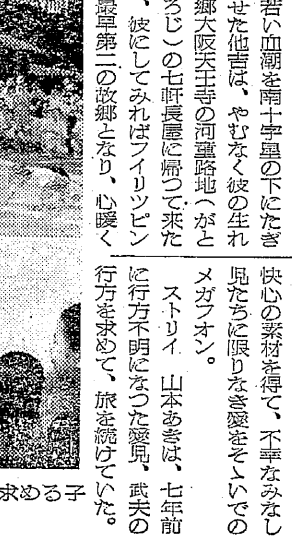 若い血潮を南十字星の下にたぎ
らせた他吉は、やむなく彼の生れ
故郷大阪天王寺の河童路地(がと
ろじ)の七軒長屋に帰つて来た
、彼にしてみればフイリツピン
最早第二の故郷となり、心暖く
快心の素材を得て、不幸なみなし
児たちに限りなき愛をそゝいでの
メガフオン。
ストリイ 山本あきは、七年前
に行方不明になつた愛児、武夫の
行方を求めて、旅を続けていた。
求める子